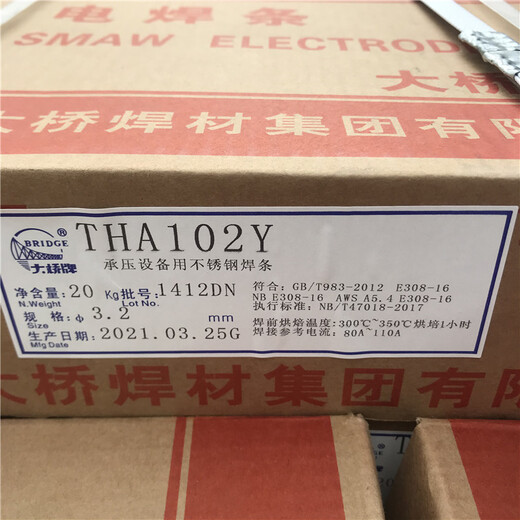 电焊条
SMAW ELECTROD
大桥
大桥焊材集团有限
BRIDGE
®
大桥牌
THA102Y
承压设备用不锈钢焊条
净含量: 20 Kg 批号: 1412DN
N.Weight Lot No.
规格: φ 3.2 mm
Size
生产日期: 2021.03.25G
Mfg Date
符合: GB/T983-2012 E308-16
NB E308-16 AWS A5.4 E308-16
执行标准: NB/T47018-2017
焊前烘焙温度: 300℃~350℃烘培1小时
焊接参考电流: 80A~110A
大桥焊材集团有限
THA